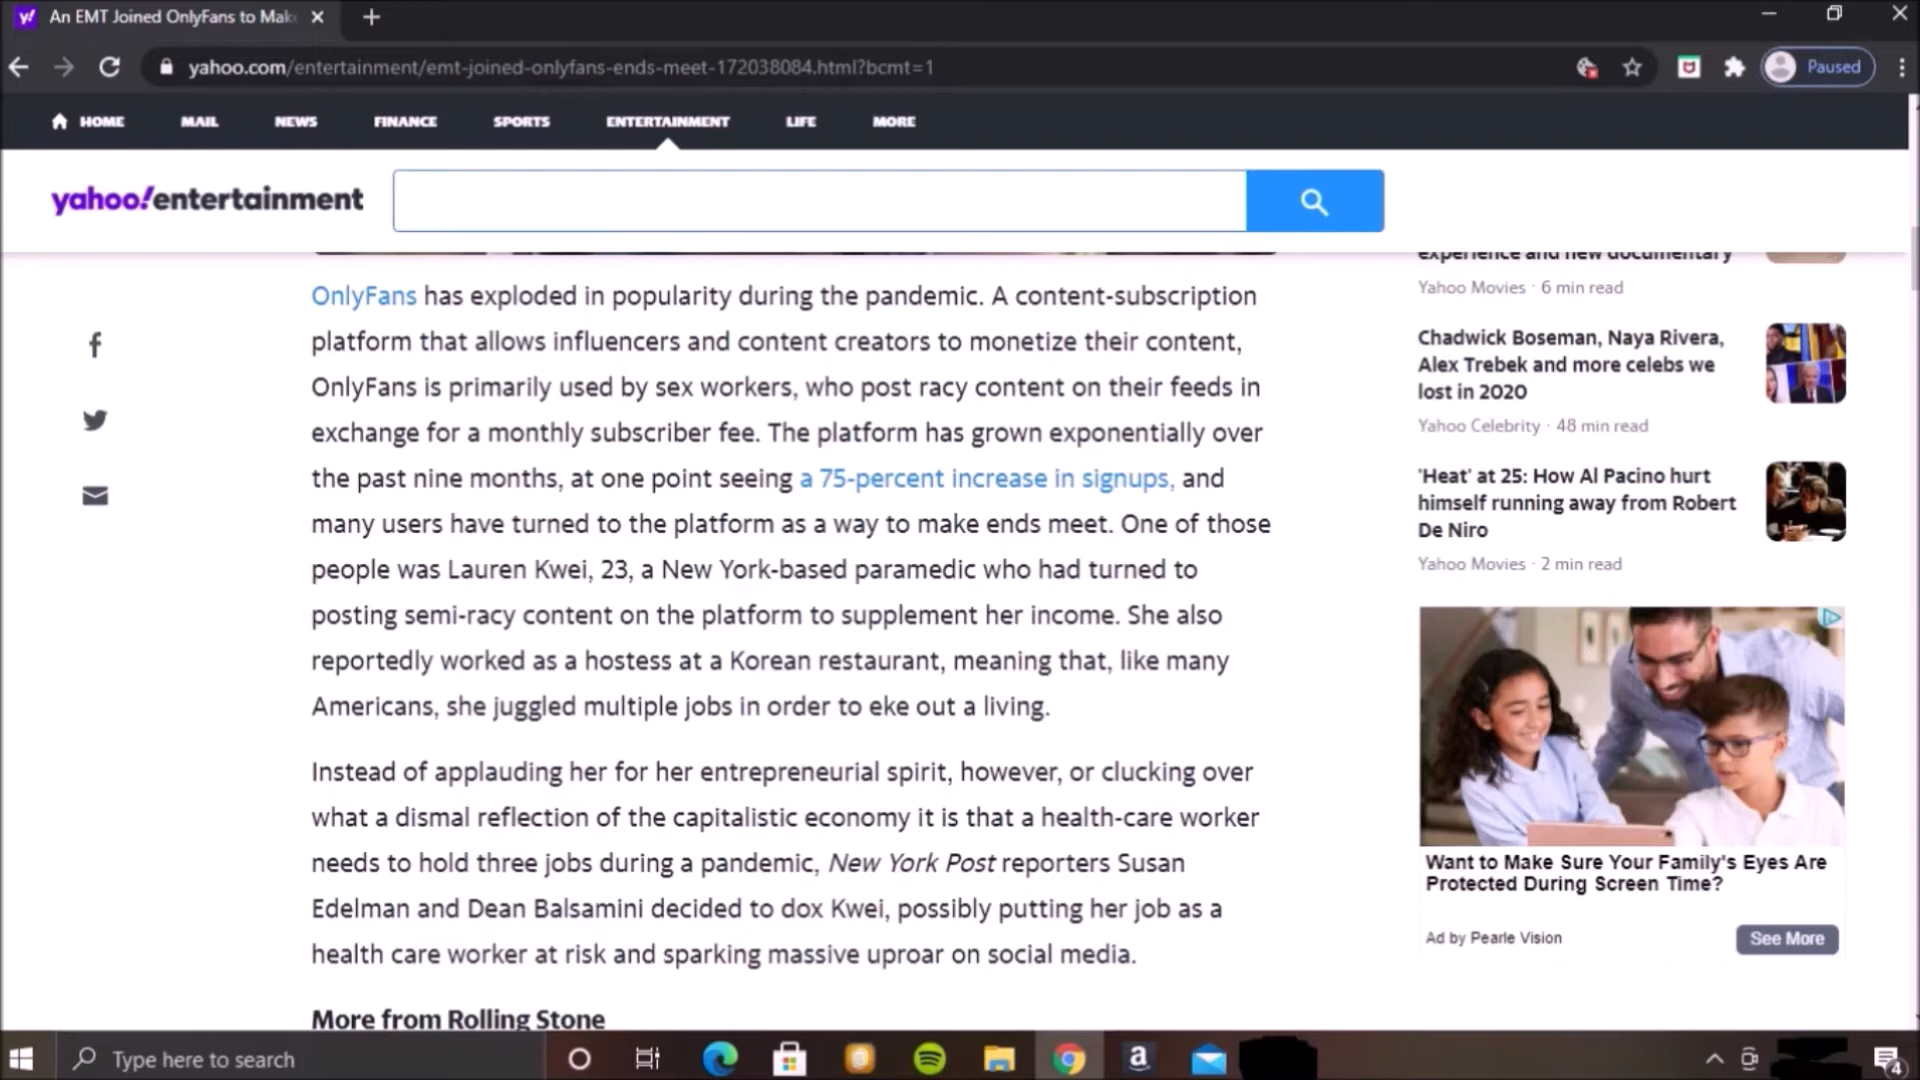 An EMT Joined OnlyFans to Mak
yahoo.com/entertainment/emt-joined-onlyfans-ends-meet-172038084.html?bcmt=1
Paused
HOME MAIL NEWS FINANCE SPORTS ENTERTAINMENT LIFE MORE
yahoo!entertainment
OnlyFans has exploded in popularity during the pandemic. A content-subscription
platform that allows influencers and content creators to monetize their content,
OnlyFans is primarily used by sex workers, who post racy content on their feeds in
exchange for a monthly subscriber fee. The platform has grown exponentially over
the past nine months, at one point seeing a 75-percent increase in signups, and
many users have turned to the platform as a way to make ends meet. One of those
people was Lauren Kwei, 23, a New York-based paramedic who had turned to
posting semi-racy content on the platform to supplement her income. She also
reportedly worked as a hostess at a Korean restaurant, meaning that, like many
Americans, she juggled multiple jobs in order to eke out a living.
Instead of applauding her for her entrepreneurial spirit, however, or clucking over
what a dismal reflection of the capitalistic economy it is that a health-care worker
needs to hold three jobs during a pandemic, New York Post reporters Susan
Edelman and Dean Balsamini decided to dox Kwei, possibly putting her job as a
health care worker at risk and sparking massive uproar on social media.
More from Rolling Stone
experience and new documentary
Yahoo Movies · 6 min read
Chadwick Boseman, Naya Rivera,
Alex Trebek and more celebs we
lost in 2020
Yahoo Celebrity · 48 min read
'Heat' at 25: How Al Pacino hurt
himself running away from Robert
De Niro
Yahoo Movies · 2 min read
Want to Make Sure Your Family's Eyes Are
Protected During Screen Time?
Ad by Pearle Vision
See More
Type here to search
4